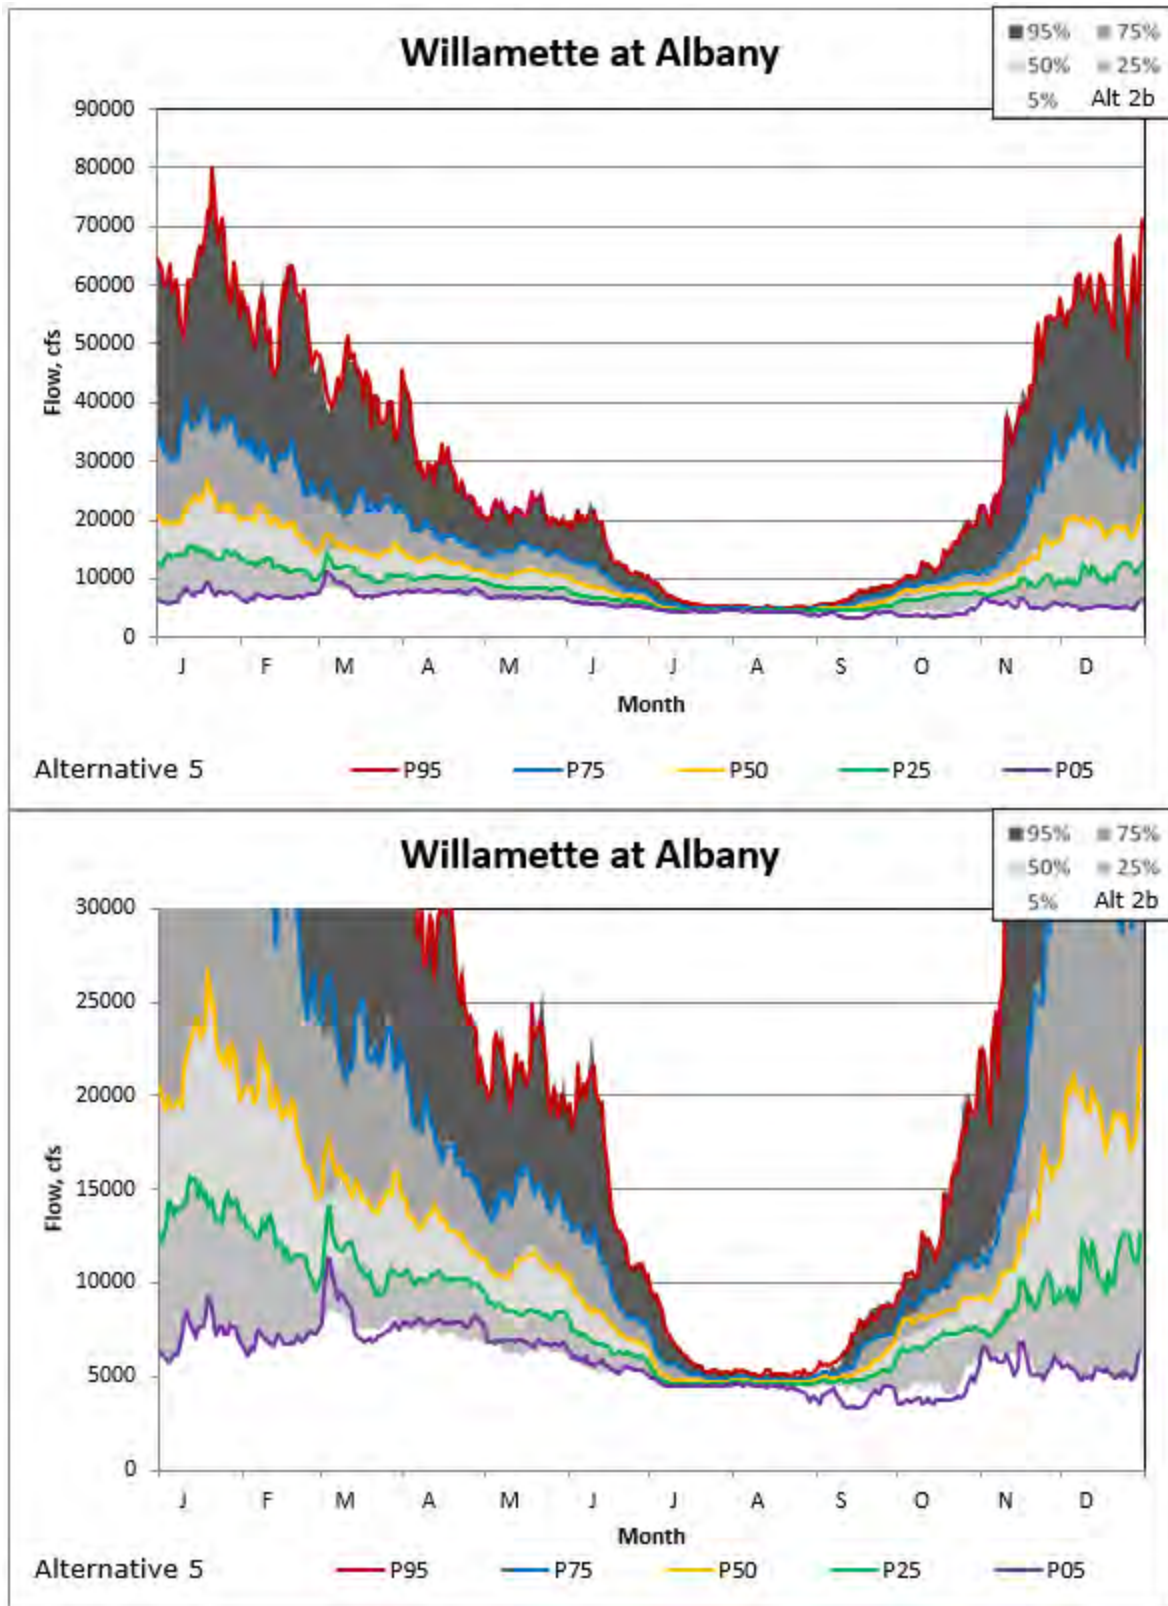 Willamette at Albany
95% 75%
50% 25%
5% Alt 2b
90000
80000
70000
60000
50000
40000
30000
20000
10000
0
Flow, cfs
J F M A M J J A S O N D
Month
Alternative 5 P95 P75 P50 P25 P05
Willamette at Albany
95% 75%
50% 25%
5% Alt 2b
30000
25000
20000
15000
10000
5000
0
Flow, cfs
J F M A M J J A S O N D
Month
Alternative 5 P95 P75 P50 P25 P05